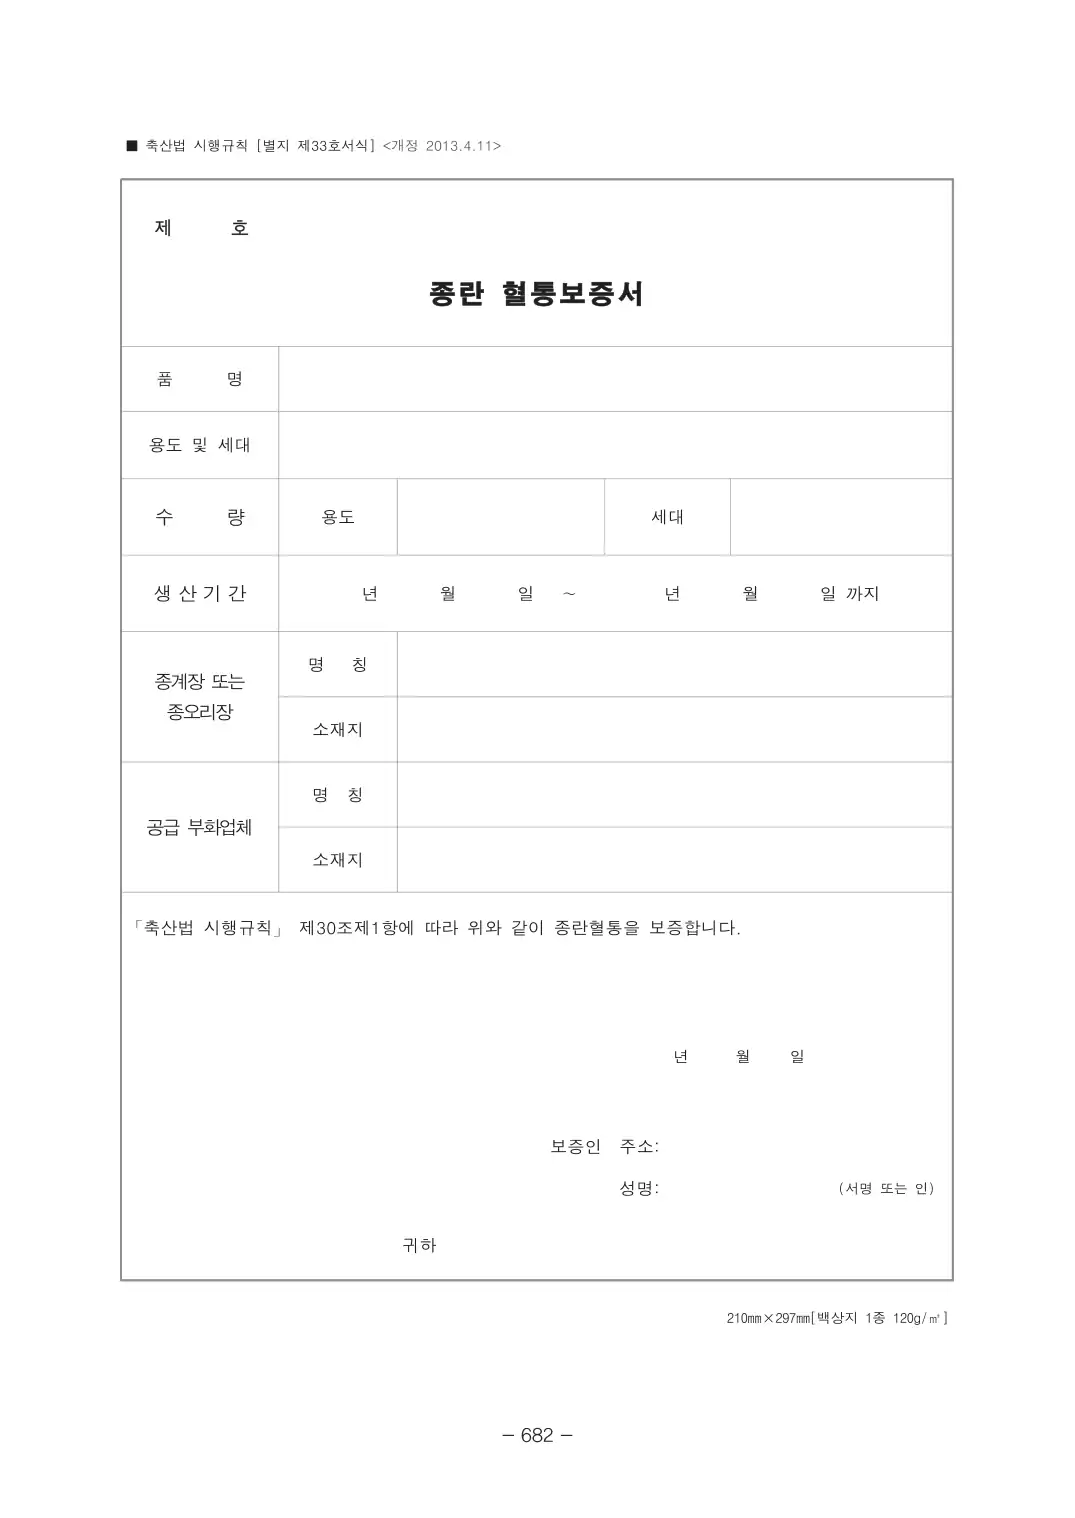 ■ 축산법 시행규칙 [별지 제33호서식] <개정 2013.4.11>
제 호
종란 혈통보증서
품 명
용도 및 세대
수 량 용도 세대
생 산 기 간 년 월 일 ~ 년 월 일 까지
종계장 또는
종오리장
명 칭
소재지
공급 부화업체
명 칭
소재지
「축산법 시행규칙」 제30조제1항에 따라 위와 같이 종란혈통을 보증합니다.
년 월 일
보증인 주소:
성명: (서명 또는 인)
귀하
210㎜×297㎜[백상지 1종 120g/㎡]
- 682 -